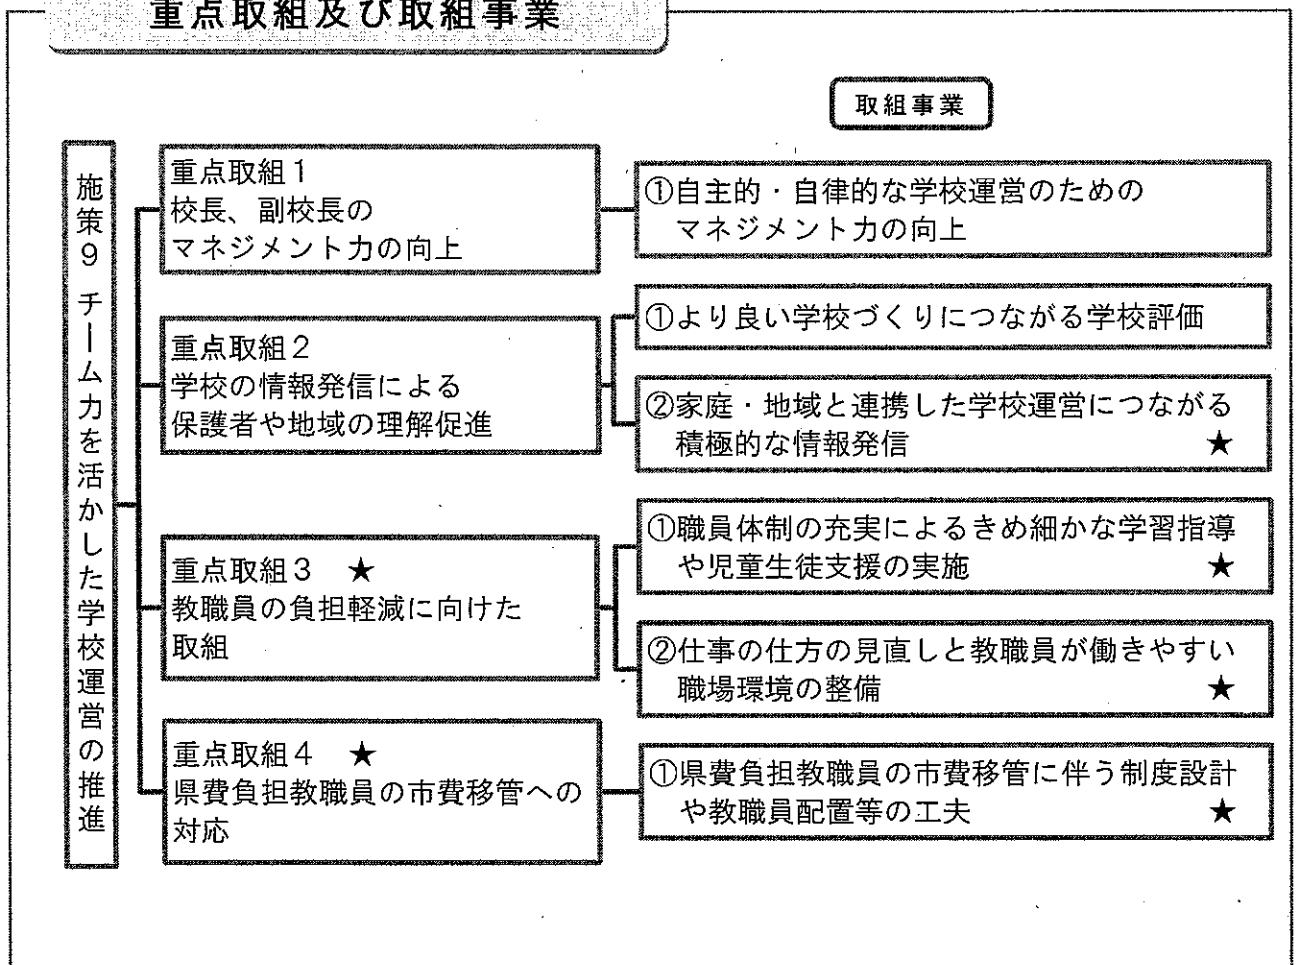 重点取組及び取組事業
取組事業
施策9 チーム力を活かした学校運営の推進
重点取組1
校長、副校長の
マネジメント力の向上
①自主的・自律的な学校運営のための
マネジメント力の向上
重点取組2
学校の情報発信による
保護者や地域の理解促進
①より良い学校づくりにつながる学校評価
②家庭・地域と連携した学校運営につながる
積極的な情報発信 ★
重点取組3 ★
教職員の負担軽減に向けた
取組
①職員体制の充実によるきめ細かな学習指導
や児童生徒支援の実施 ★
②仕事の仕方の見直しと教職員が働きやすい
職場環境の整備 ★
重点取組4 ★
県費負担教職員の市費移管への
対応
①県費負担教職員の市費移管に伴う制度設計
や教職員配置等の工夫 ★